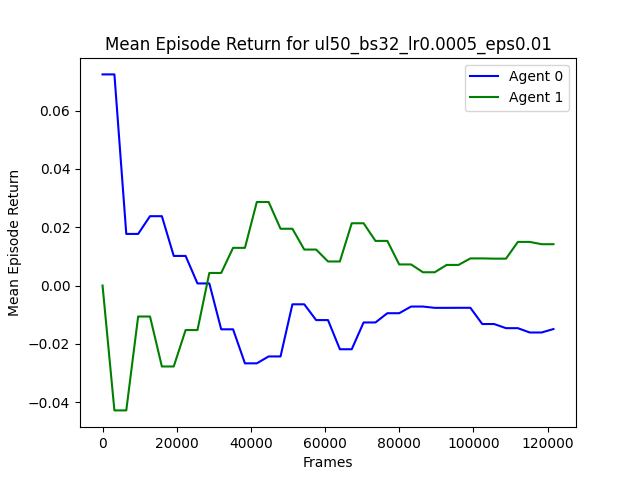 Mean Episode Return for ul50_bs32_lr0.0005_eps0.01
Agent 0
Agent 1
Mean Episode Return
0.06
0.04
0.02
0.00
−0.02
−0.04
0 20000 40000 60000 80000 100000 120000
Frames